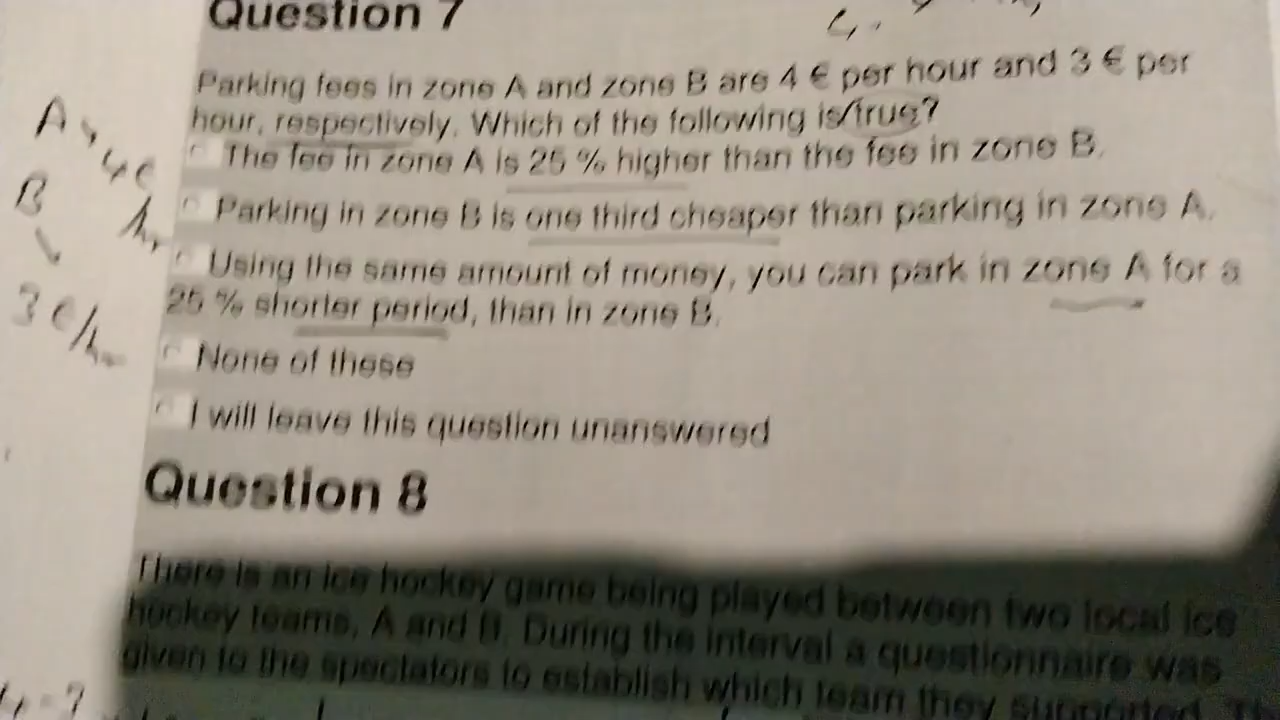 Question 7
Parking fees in zone A and zone B are 4 € per hour and 3 € per
hour, respectively. Which of the following is true?
The fee in zone A is 25 % higher than the fee in zone B.
Parking in zone B is one third cheaper than parking in zone A.
Using the same amount of money, you can park in zone A for a
25 % shorter period, than in zone B.
None of these
I will leave this question unanswered
A
4€
/hr
B
3 €/hr
Question 8
There is an ice hockey game being played between two local ice
hockey teams, A and B. During the interval a questionnaire was
given to the spectators to establish which team they supported.